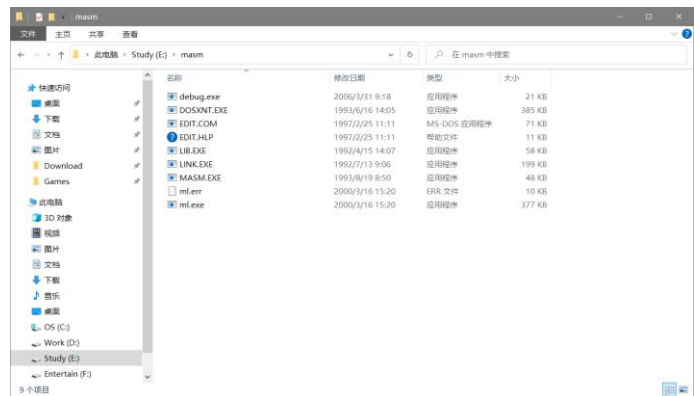 masm
文件 主页 共享 查看
此电脑 › Study (E:) › masm
在 masm 中搜索
名称 修改日期 类型 大小
debug.exe 2006/3/31 9:18 应用程序 21 KB
DOSXNT.EXE 1993/6/16 14:05 应用程序 385 KB
EDIT.COM 1997/2/25 11:11 MS-DOS 应用程序 71 KB
EDIT.HLP 1997/2/25 11:11 帮助文件 11 KB
LIB.EXE 1992/4/15 14:07 应用程序 58 KB
LINK.EXE 1992/7/13 9:06 应用程序 199 KB
MASM.EXE 1993/8/19 8:50 应用程序 48 KB
ml.err 2000/3/16 15:20 ERR 文件 10 KB
ml.exe 2000/3/16 15:20 应用程序 377 KB
快速访问
桌面
下载
文档
图片
Download
Games
此电脑
3D 对象
视频
图片
文档
下载
音乐
桌面
OS (C:)
Work (D:)
Study (E:)
Entertain (F:)
9 个项目